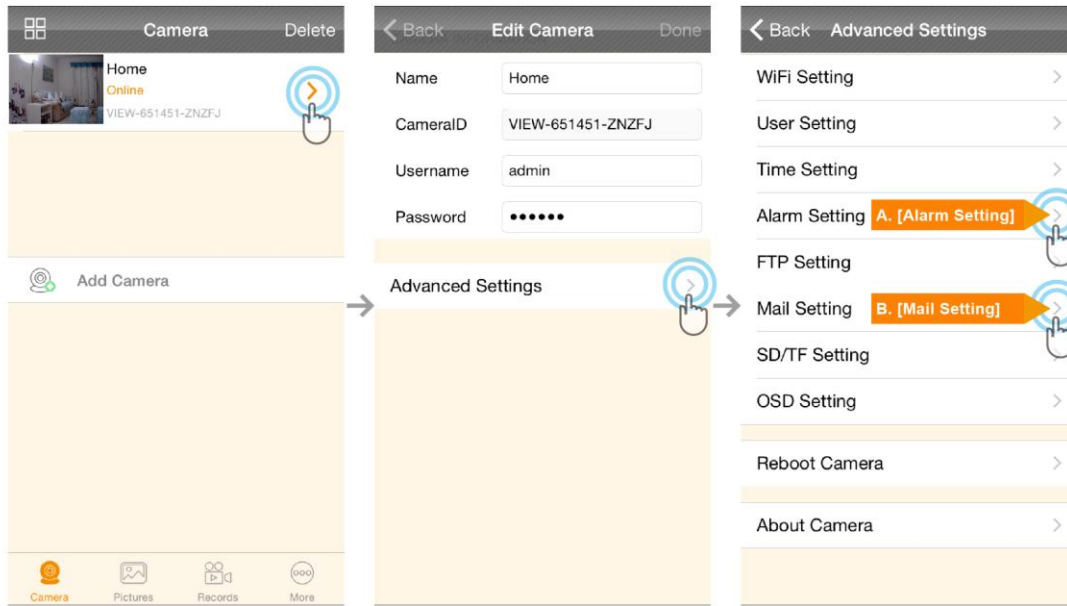 Camera
Delete
Home
Online
VIEW-651451-ZNZFJ
Add Camera
Camera
Pictures
Records
More
Back
Edit Camera
Done
Name
Home
CameraID
VIEW-651451-ZNZFJ
Username
admin
Password
••••••
Advanced Settings
Back
Advanced Settings
WiFi Setting
User Setting
Time Setting
Alarm Setting
A. [Alarm Setting]
FTP Setting
Mail Setting
B. [Mail Setting]
SD/TF Setting
OSD Setting
Reboot Camera
About Camera